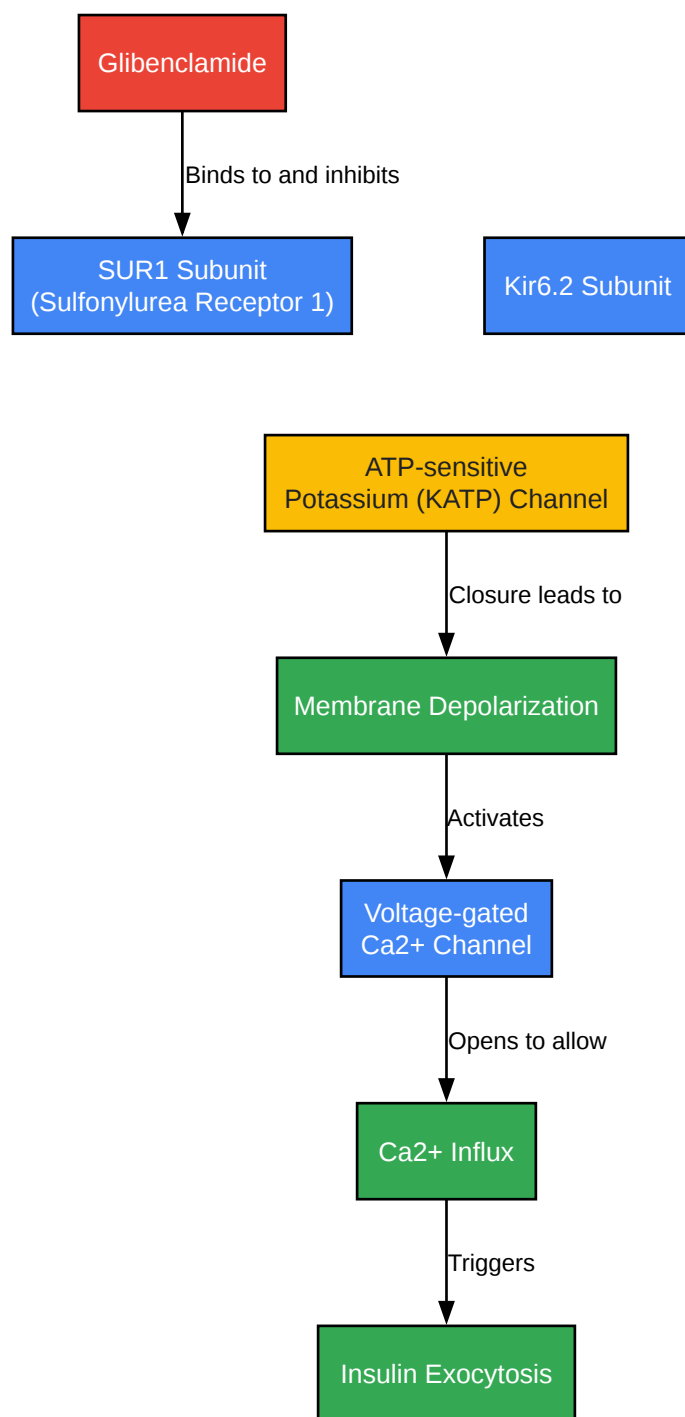 Glibenclamide
Binds to and inhibits
SUR1 Subunit
(Sulfonylurea Receptor 1)
Kir6.2 Subunit
ATP-sensitive
Potassium (KATP) Channel
Closure leads to
Membrane Depolarization
Activates
Voltage-gated
Ca2+ Channel
Opens to allow
Ca2+ Influx
Triggers
Insulin Exocytosis